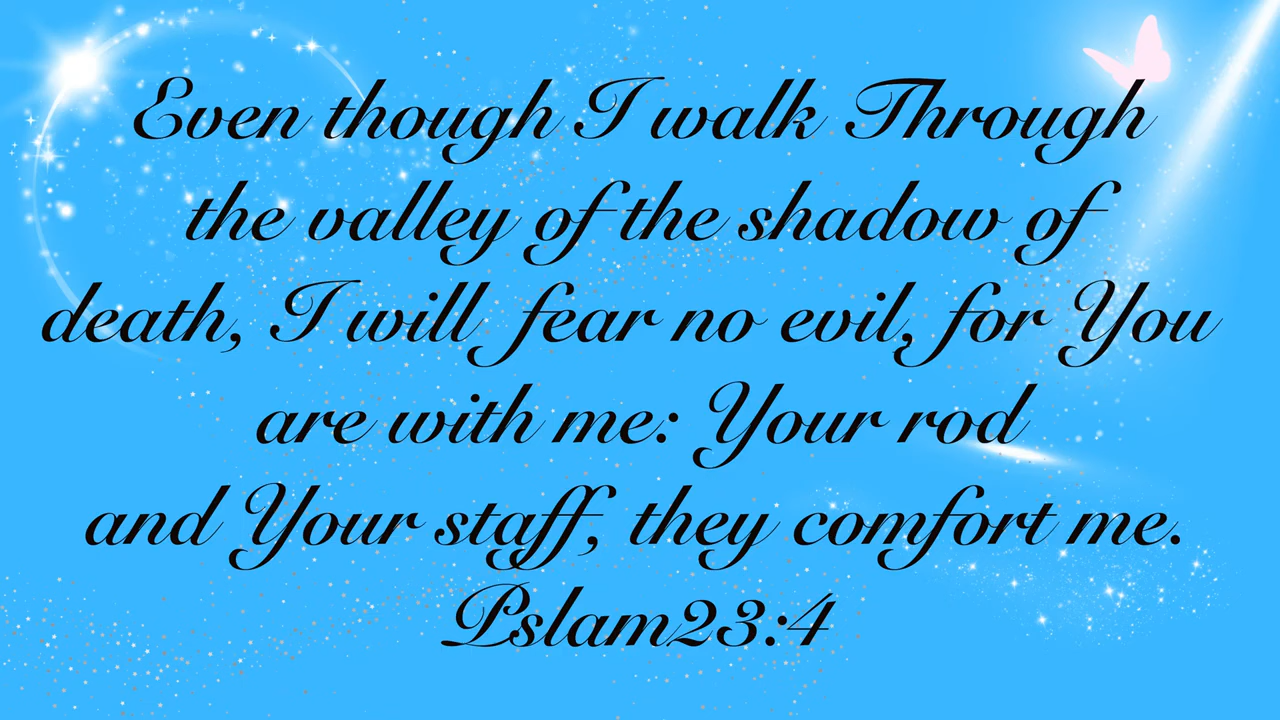 Even though I walk Through
the valley of the shadow of
death, I will fear no evil, for You
are with me: Your rod
and Your staff, they comfort me.
Pslam23:4